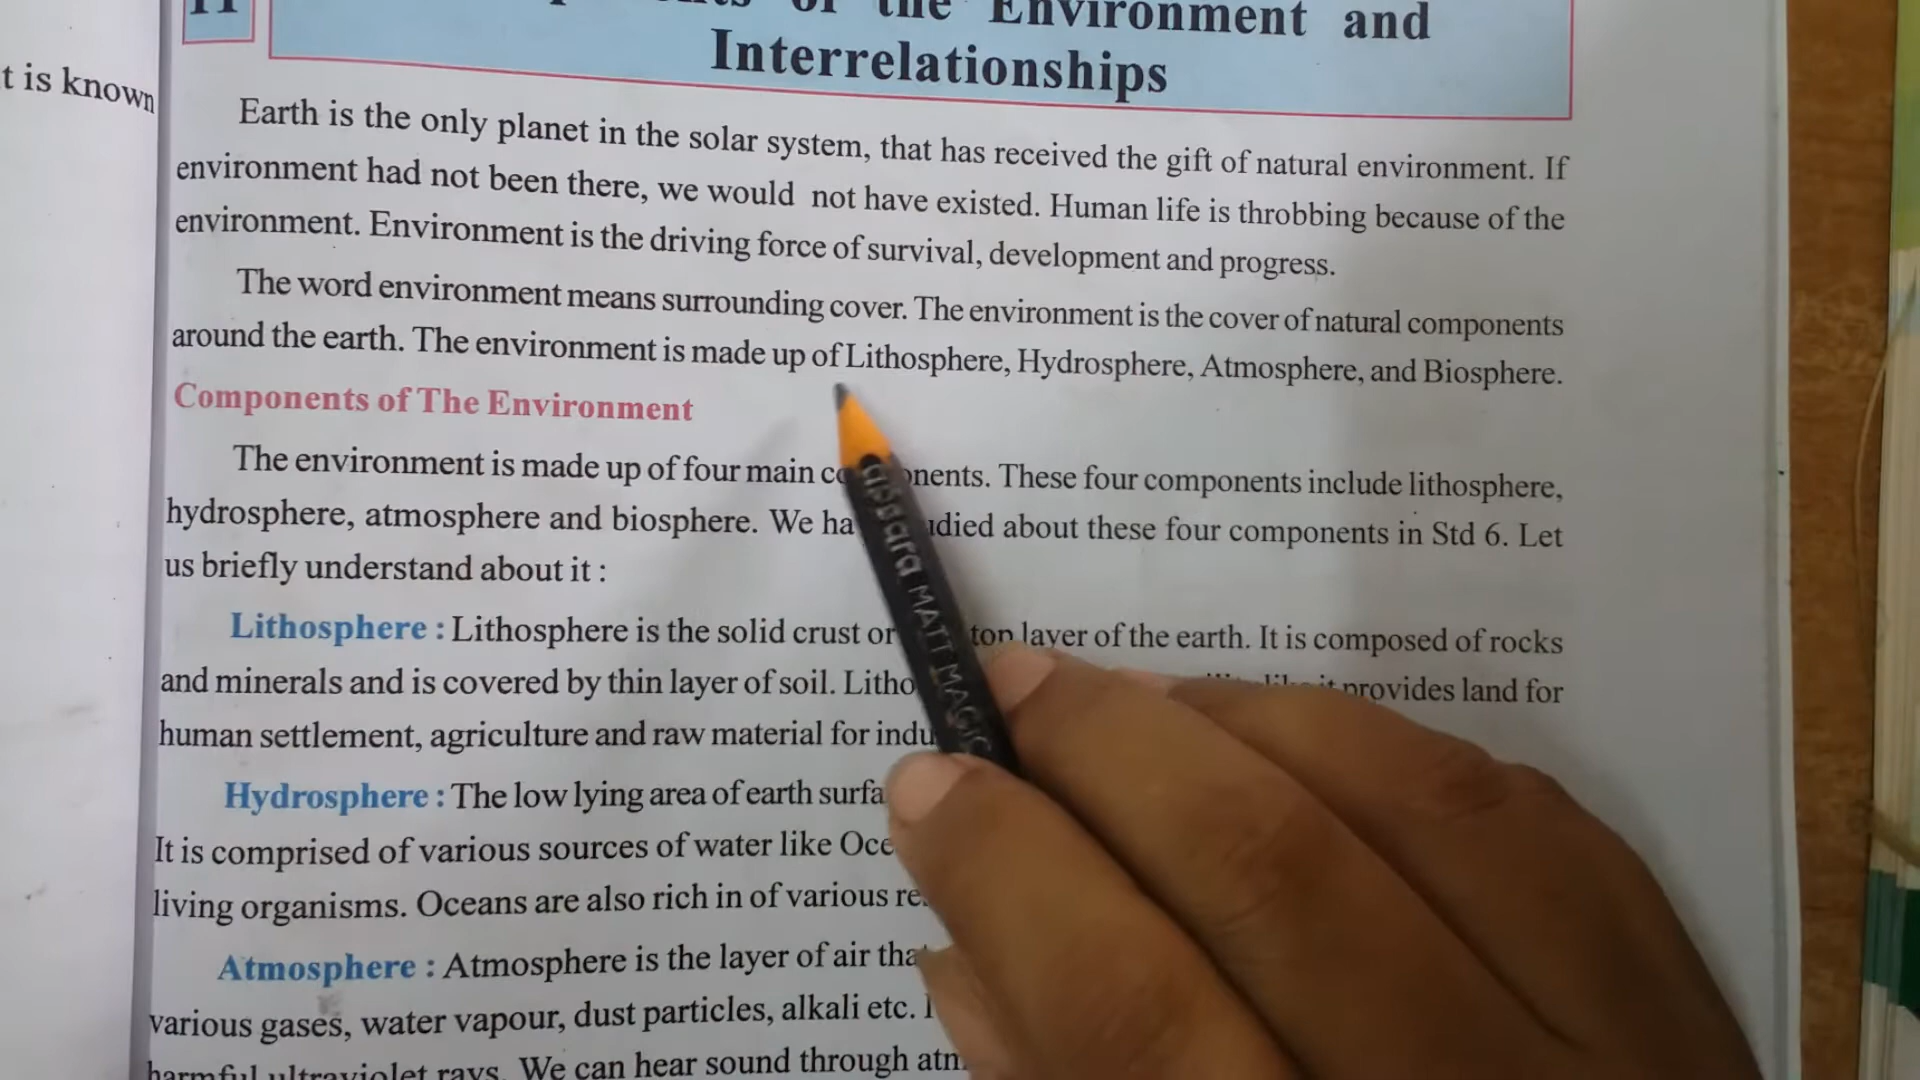 11
of the Environment and
Interrelationships
t is known
Earth is the only planet in the solar system, that has received the gift of natural environment. If
environment had not been there, we would not have existed. Human life is throbbing because of the
environment. Environment is the driving force of survival, development and progress.
The word environment means surrounding cover. The environment is the cover of natural components
around the earth. The environment is made up of Lithosphere, Hydrosphere, Atmosphere, and Biosphere.
Components of The Environment
The environment is made up of four main co nents. These four components include lithosphere,
hydrosphere, atmosphere and biosphere. We ha udied about these four components in Std 6. Let
us briefly understand about it :
Lithosphere : Lithosphere is the solid crust or top layer of the earth. It is composed of rocks
and minerals and is covered by thin layer of soil. Litho like it provides land for
human settlement, agriculture and raw material for indu
Hydrosphere : The low lying area of earth surfa
It is comprised of various sources of water like Oce
living organisms. Oceans are also rich in of various re
Atmosphere : Atmosphere is the layer of air tha
various gases, water vapour, dust particles, alkali etc.
harmful ultraviolet rays. We can hear sound through atm
apsara MATT MAGIC